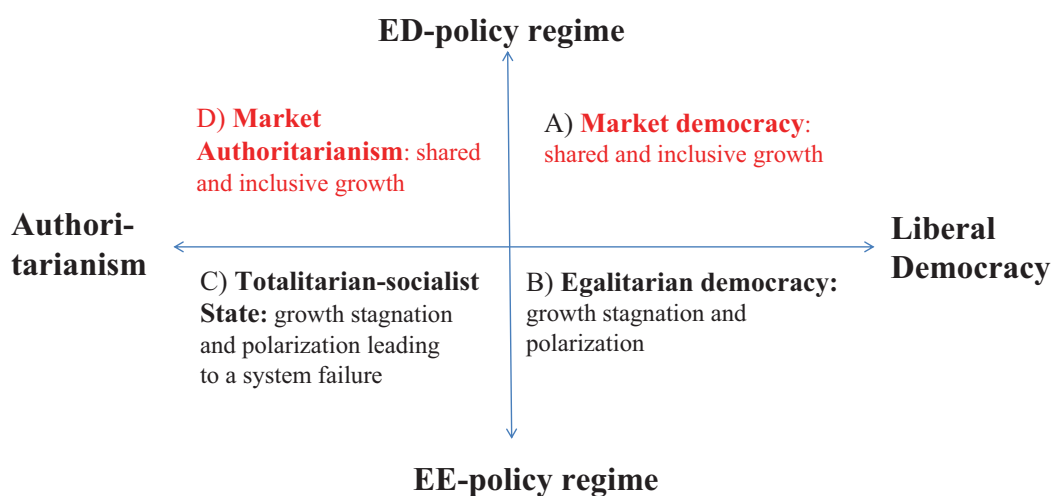 ED-policy regime
D) Market
Authoritarianism: shared
and inclusive growth
A) Market democracy:
shared and inclusive growth
Authori-
tarianism
Liberal
Democracy
C) Totalitarian-socialist
State: growth stagnation
and polarization leading
to a system failure
B) Egalitarian democracy:
growth stagnation and
polarization
EE-policy regime